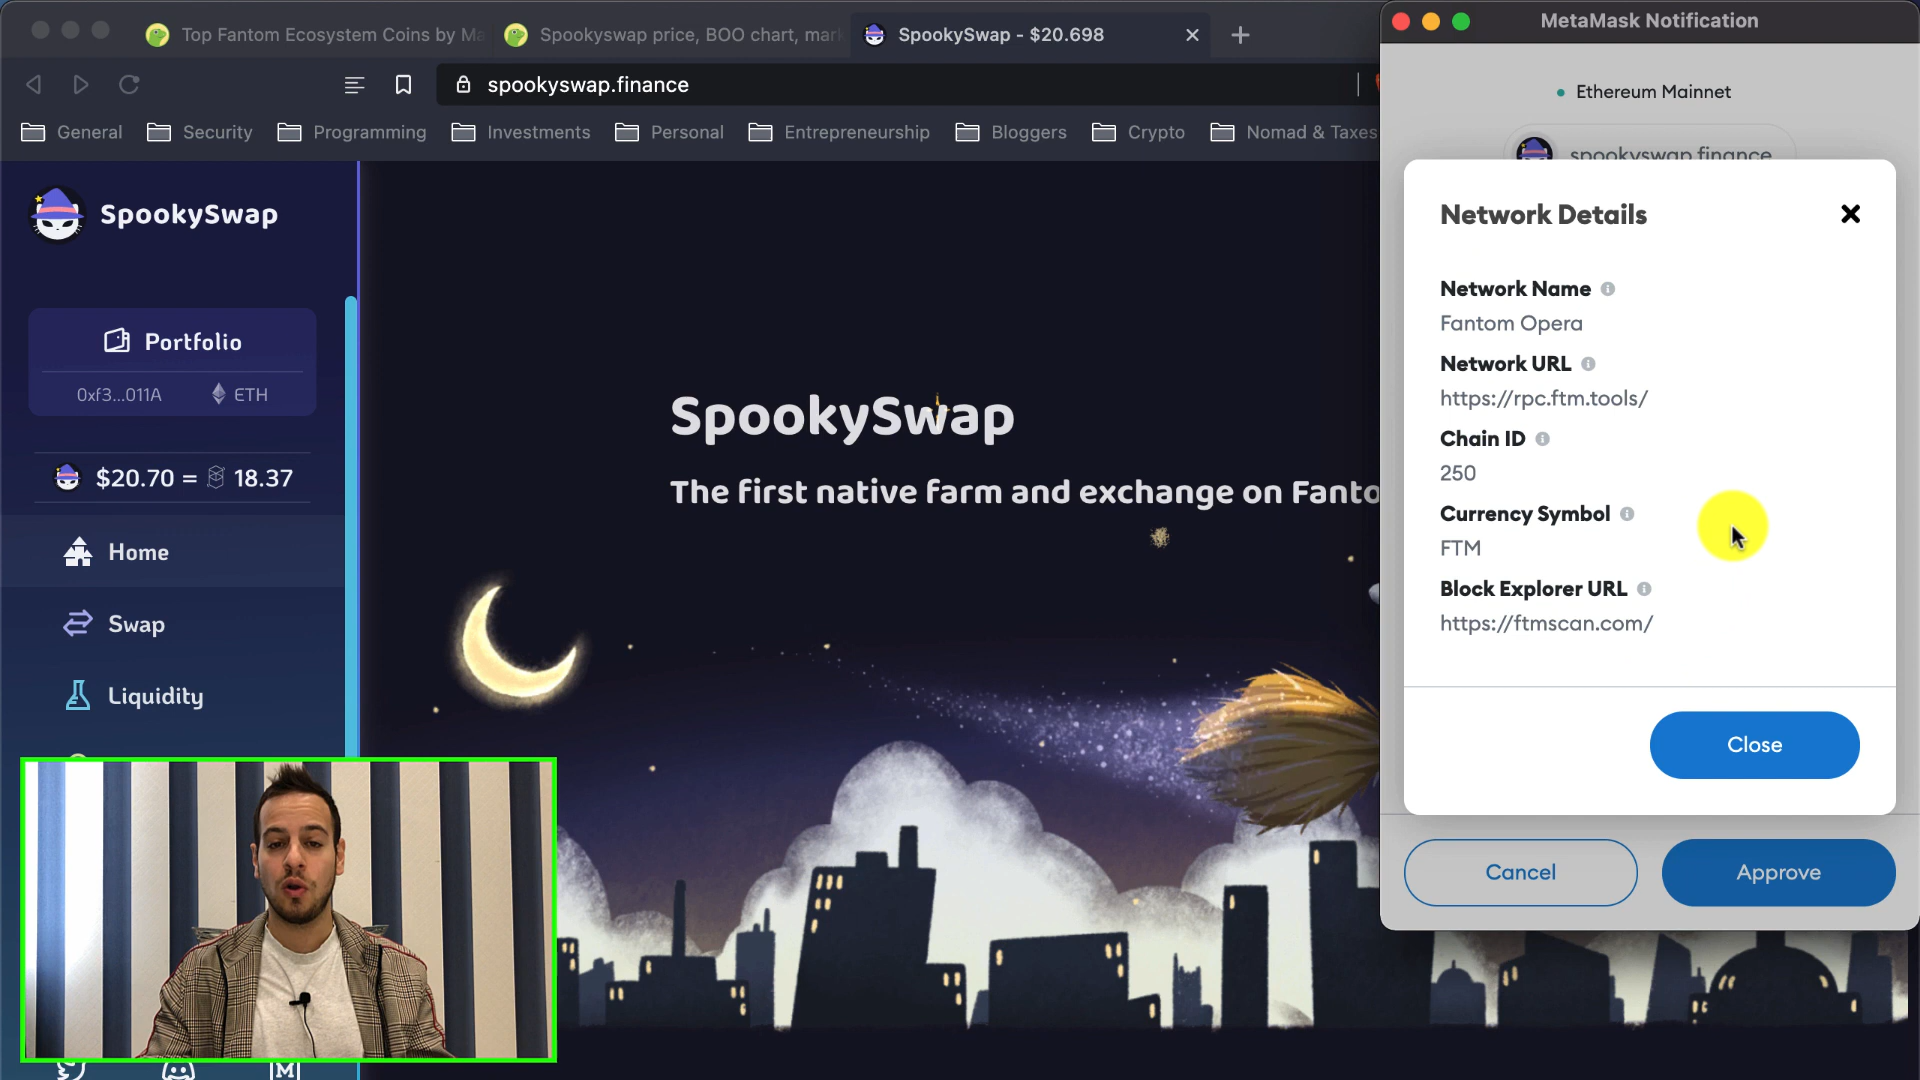 Top Fantom Ecosystem Coins by Ma
Spookyswap price, BOO chart, mar
SpookySwap - $20.698
spookyswap.finance
General
Security
Programming
Investments
Personal
Entrepreneurship
Bloggers
Crypto
Nomad & Taxes
SpookySwap
Portfolio
0xf3...011A
ETH
$20.70 = 18.37
Home
Swap
Liquidity
M
SpookySwap
The first native farm and exchange on Fanto
MetaMask Notification
Ethereum Mainnet
spookyswap.finance
Network Details
Network Name
Fantom Opera
Network URL
https://rpc.ftm.tools/
Chain ID
250
Currency Symbol
FTM
Block Explorer URL
https://ftmscan.com/
Close
Cancel
Approve